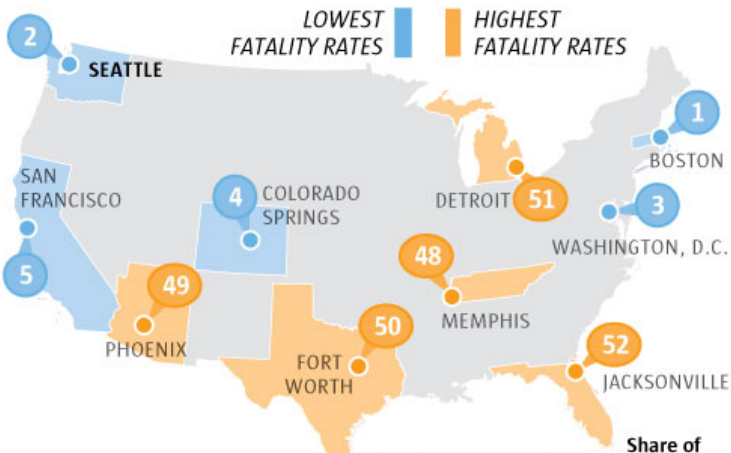 LOWEST
FATALITY RATES
HIGHEST
FATALITY RATES
2
SEATTLE
1
BOSTON
SAN
FRANCISCO
5
4
COLORADO
SPRINGS
DETROIT
51
3
WASHINGTON, D.C.
48
MEMPHIS
49
PHOENIX
50
FORT
WORTH
52
JACKSONVILLE
Share of